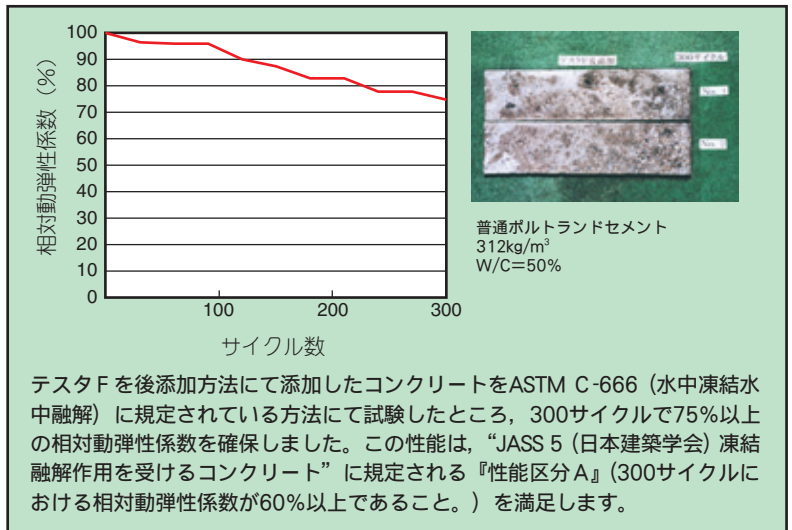 100
90
80
70
60
50
40
30
20
10
0
相対動弾性係数（%）
100
200
300
サイクル数
300サイクル
No. 1
普通ポルトランドセメント
312kg/m³
W/C＝50%
テスタFを後添加方法にて添加したコンクリートをASTM C-666（水中凍結水
中融解）に規定されている方法にて試験したところ，300サイクルで75%以上
の相対動弾性係数を確保しました。この性能は，“JASS 5（日本建築学会）凍結
融解作用を受けるコンクリート”に規定される『性能区分A』（300サイクルに
おける相対動弾性係数が60%以上であること。）を満足します。